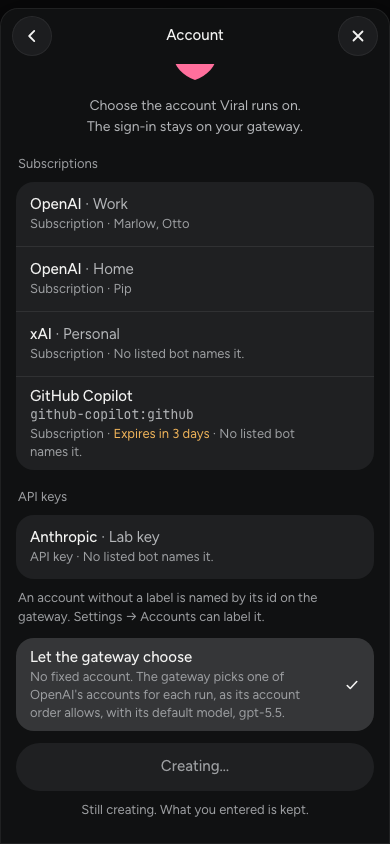 Account
Choose the account Viral runs on.
The sign-in stays on your gateway.
Subscriptions
OpenAI · Work
Subscription · Marlow, Otto
OpenAI · Home
Subscription · Pip
xAI · Personal
Subscription · No listed bot names it.
GitHub Copilot
github-copilot:github
Subscription · Expires in 3 days · No listed bot
names it.
API keys
Anthropic · Lab key
API key · No listed bot names it.
An account without a label is named by its id on the
gateway. Settings → Accounts can label it.
Let the gateway choose
No fixed account. The gateway picks one of
OpenAI's accounts for each run, as its account
order allows, with its default model, gpt-5.5.
Creating...
Still creating. What you entered is kept.